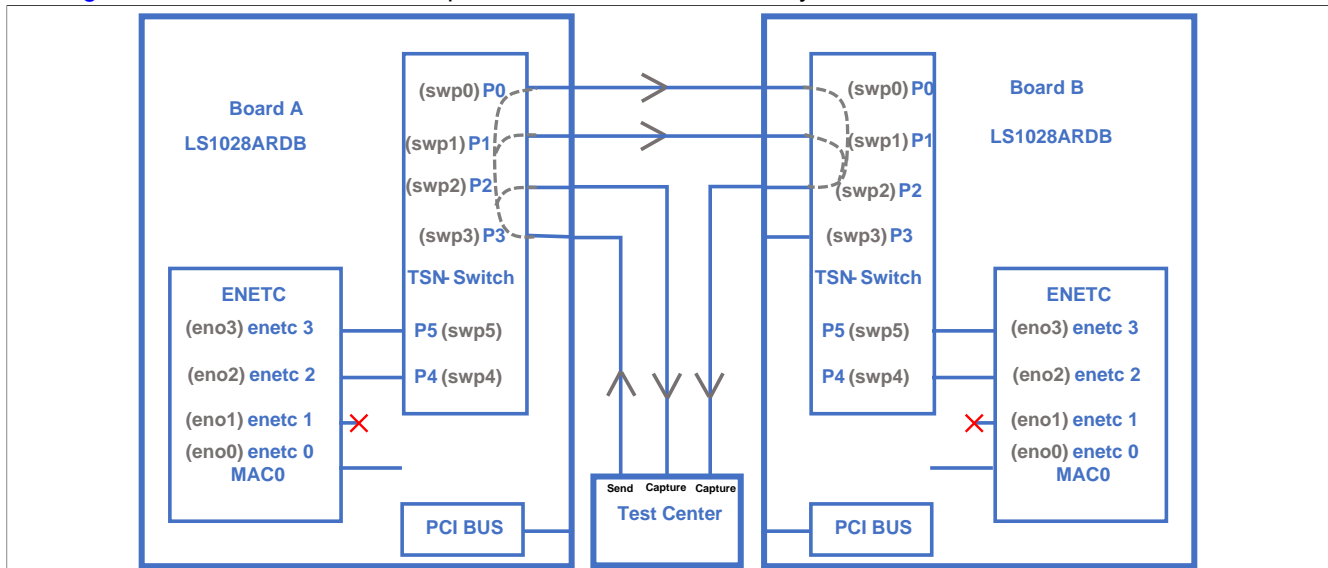 Board A
LS1028ARDB
(swp0) P0
(swp1) P1
(swp2) P2
(swp3) P3
TSN-Switch
P5 (swp5)
P4 (swp4)
ENETC
(eno3) enetc 3
(eno2) enetc 2
(eno1) enetc 1
(eno0) enetc 0
MAC0
PCI BUS
Send Capture Capture
Test Center
Board B
LS1028ARDB
(swp0) P0
(swp1) P1
(swp2) P2
(swp3) P3
TSN-Switch
P5 (swp5)
P4 (swp4)
ENETC
(eno3) enetc 3
(eno2) enetc 2
(eno1) enetc 1
(eno0) enetc 0
MAC0
PCI BUS